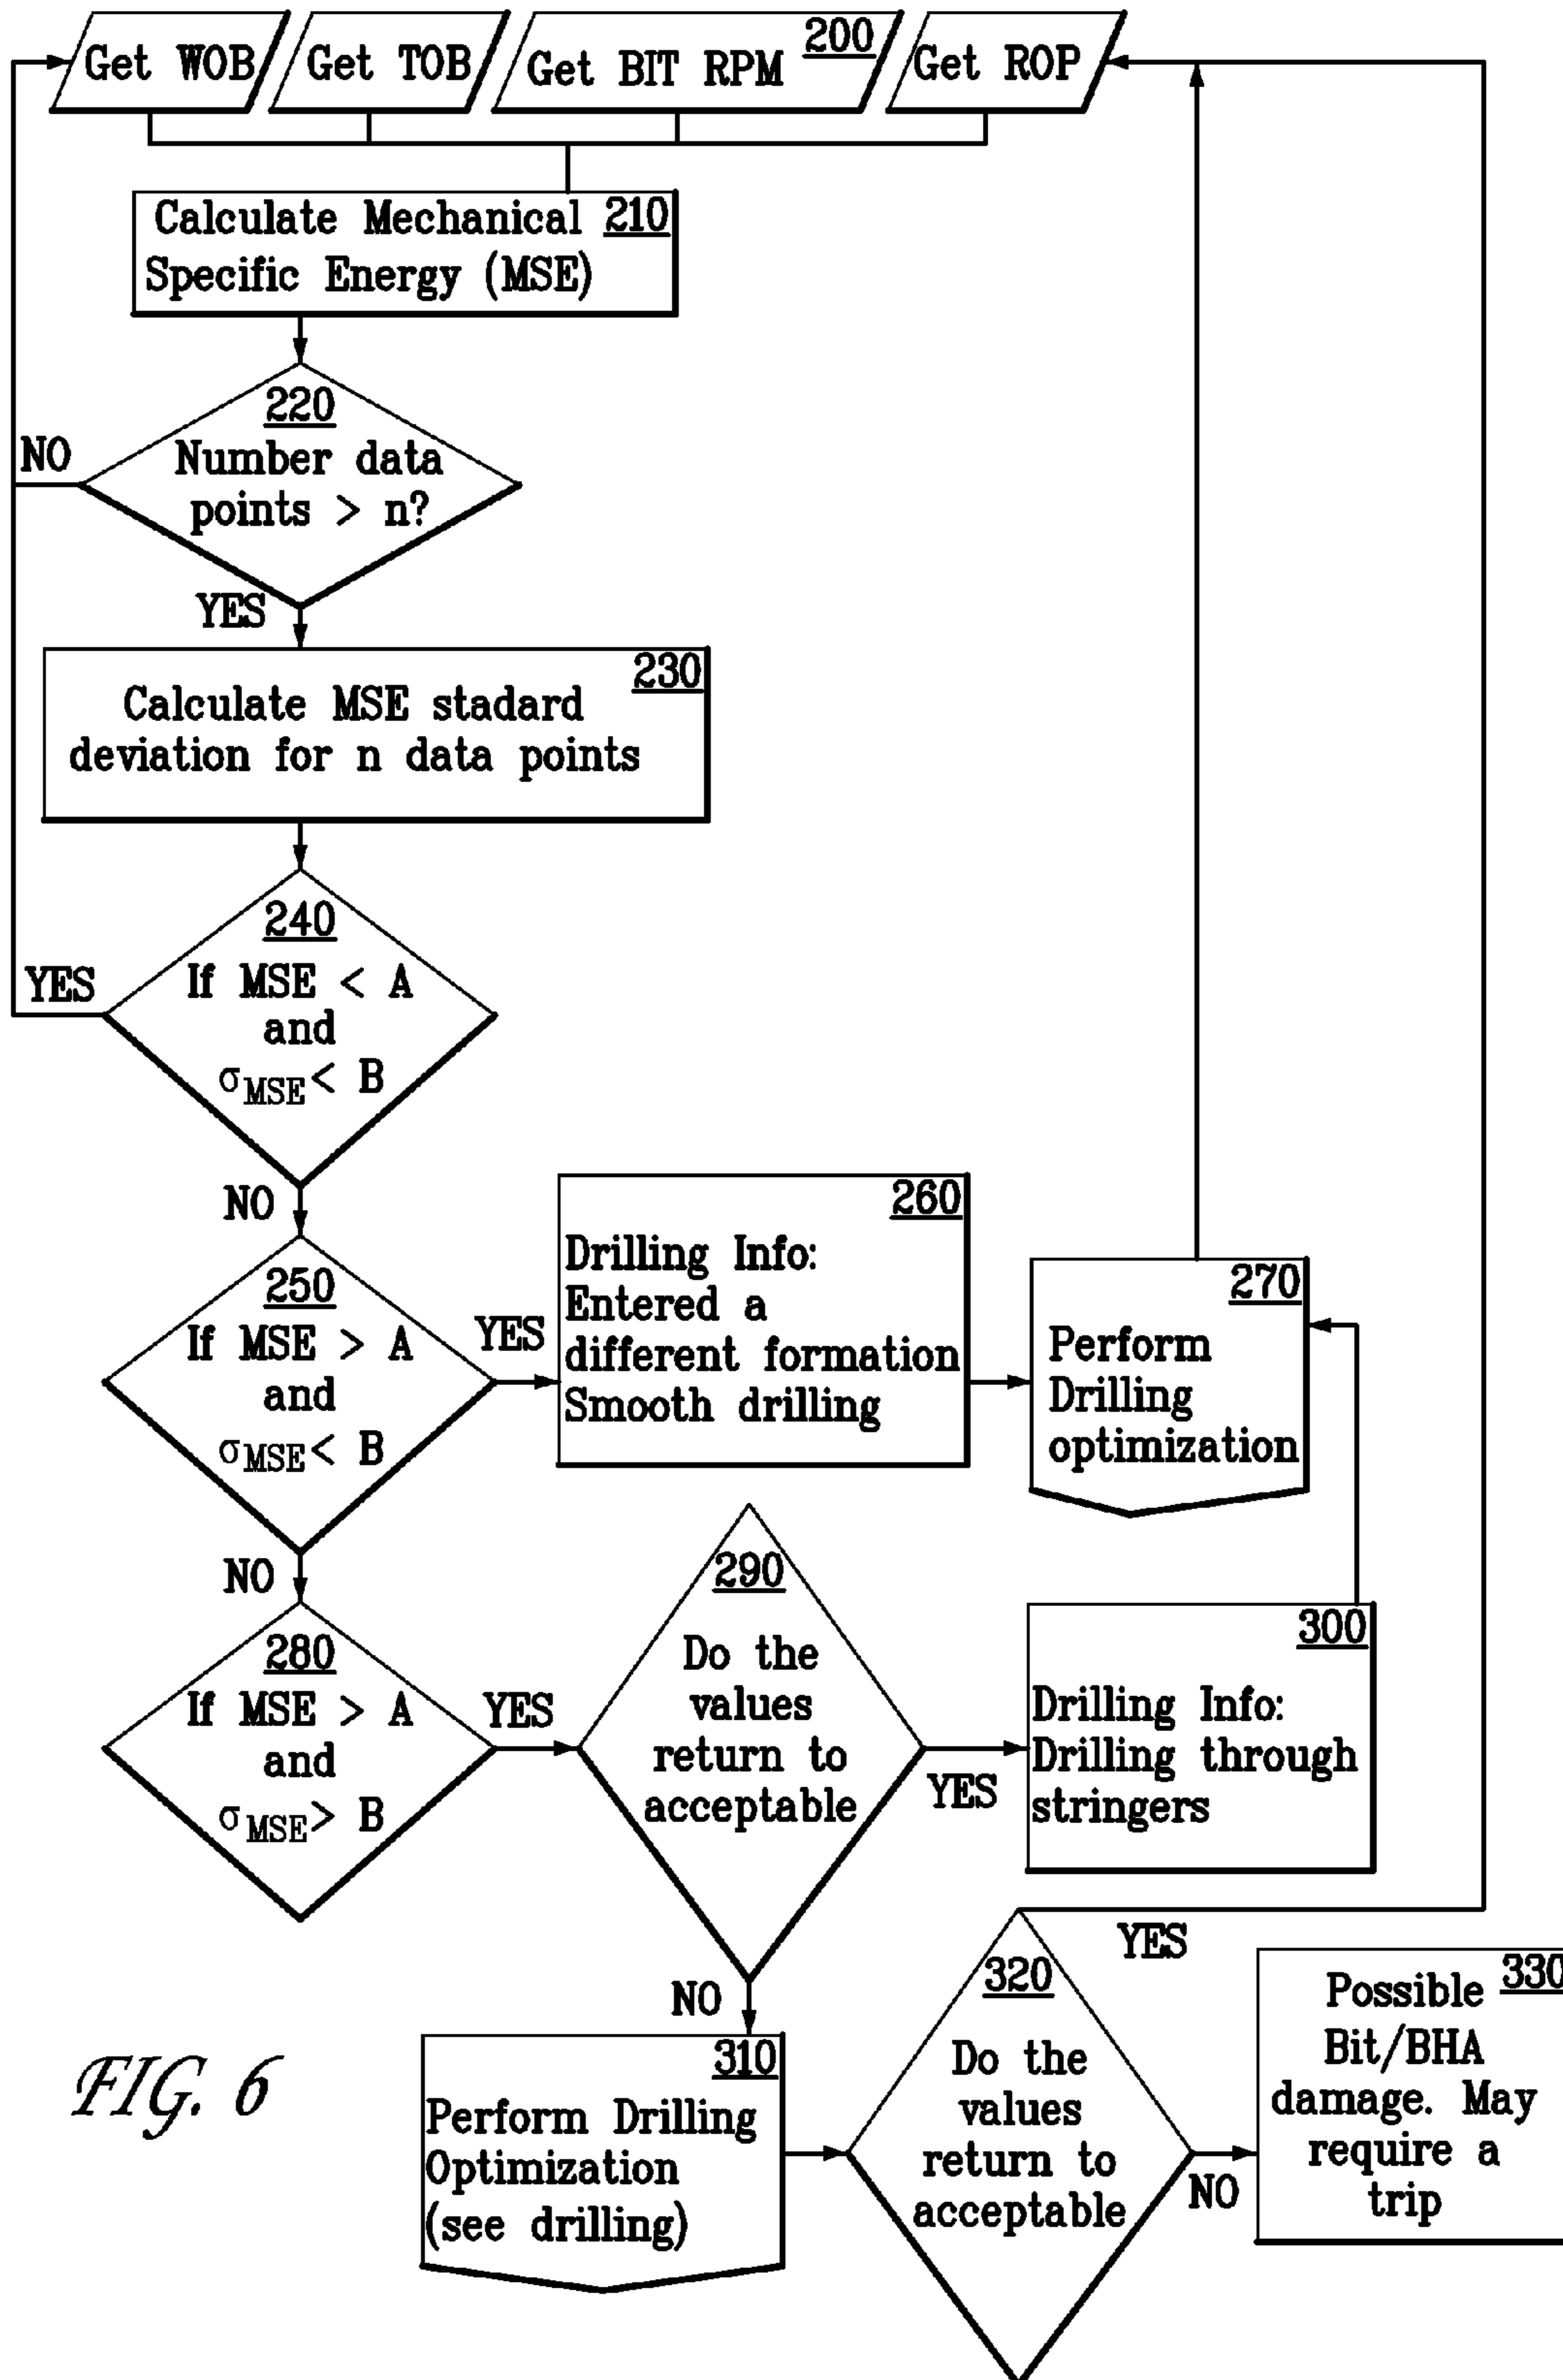 Get WOB
Get TOB
Get BIT RPM
200
Get ROP
Calculate Mechanical 210
Specific Energy (MSE)
220
Number data
points > n?
NO
YES
230
Calculate MSE stadard
deviation for n data points
240
If MSE < A
and
σMSE< B
YES
NO
250
If MSE > A
and
σMSE< B
YES
260
Drilling Info:
Entered a
different formation
Smooth drilling
270
Perform
Drilling
optimization
NO
280
If MSE > A
and
σMSE> B
YES
290
Do the
values
return to
acceptable
YES
300
Drilling Info:
Drilling through
stringers
NO
310
Perform Drilling
Optimization
(see drilling)
320
Do the
values
return to
acceptable
YES
NO
330
Possible
Bit/BHA
damage. May
require a
trip
FIG. 6